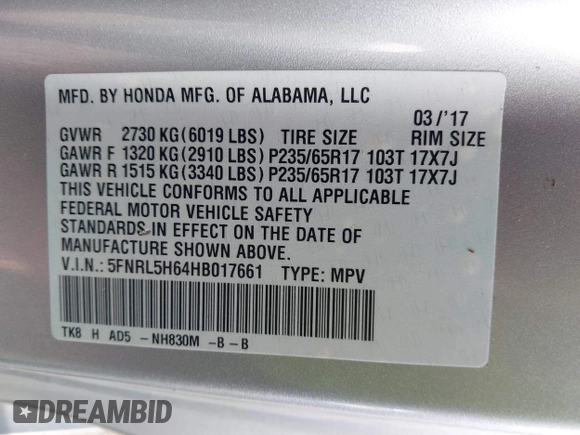 MFD. BY HONDA MFG. OF ALABAMA, LLC
03/'17
GVWR 2730 KG(6019 LBS) TIRE SIZE RIM SIZE
GAWR F 1320 KG(2910 LBS) P235/65R17 103T 17X7J
GAWR R 1515 KG(3340 LBS) P235/65R17 103T 17X7J
THIS VEHICLE CONFORMS TO ALL APPLICABLE
FEDERAL MOTOR VEHICLE SAFETY
STANDARDS IN EFFECT ON THE DATE OF
MANUFACTURE SHOWN ABOVE.
V.I.N.: 5FNRL5H64HB017661 TYPE: MPV
TK8 H AD5 -NH830M -B-B
DREAMBID